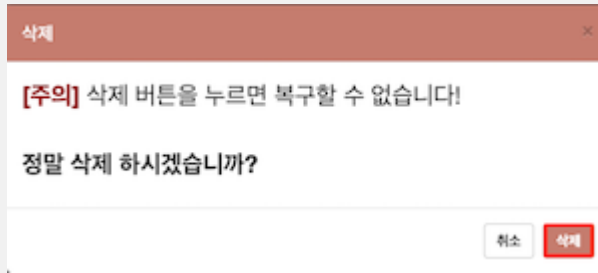 삭제 ×
[주의] 삭제 버튼을 누르면 복구할 수 없습니다!
정말 삭제 하시겠습니까?
취소 삭제